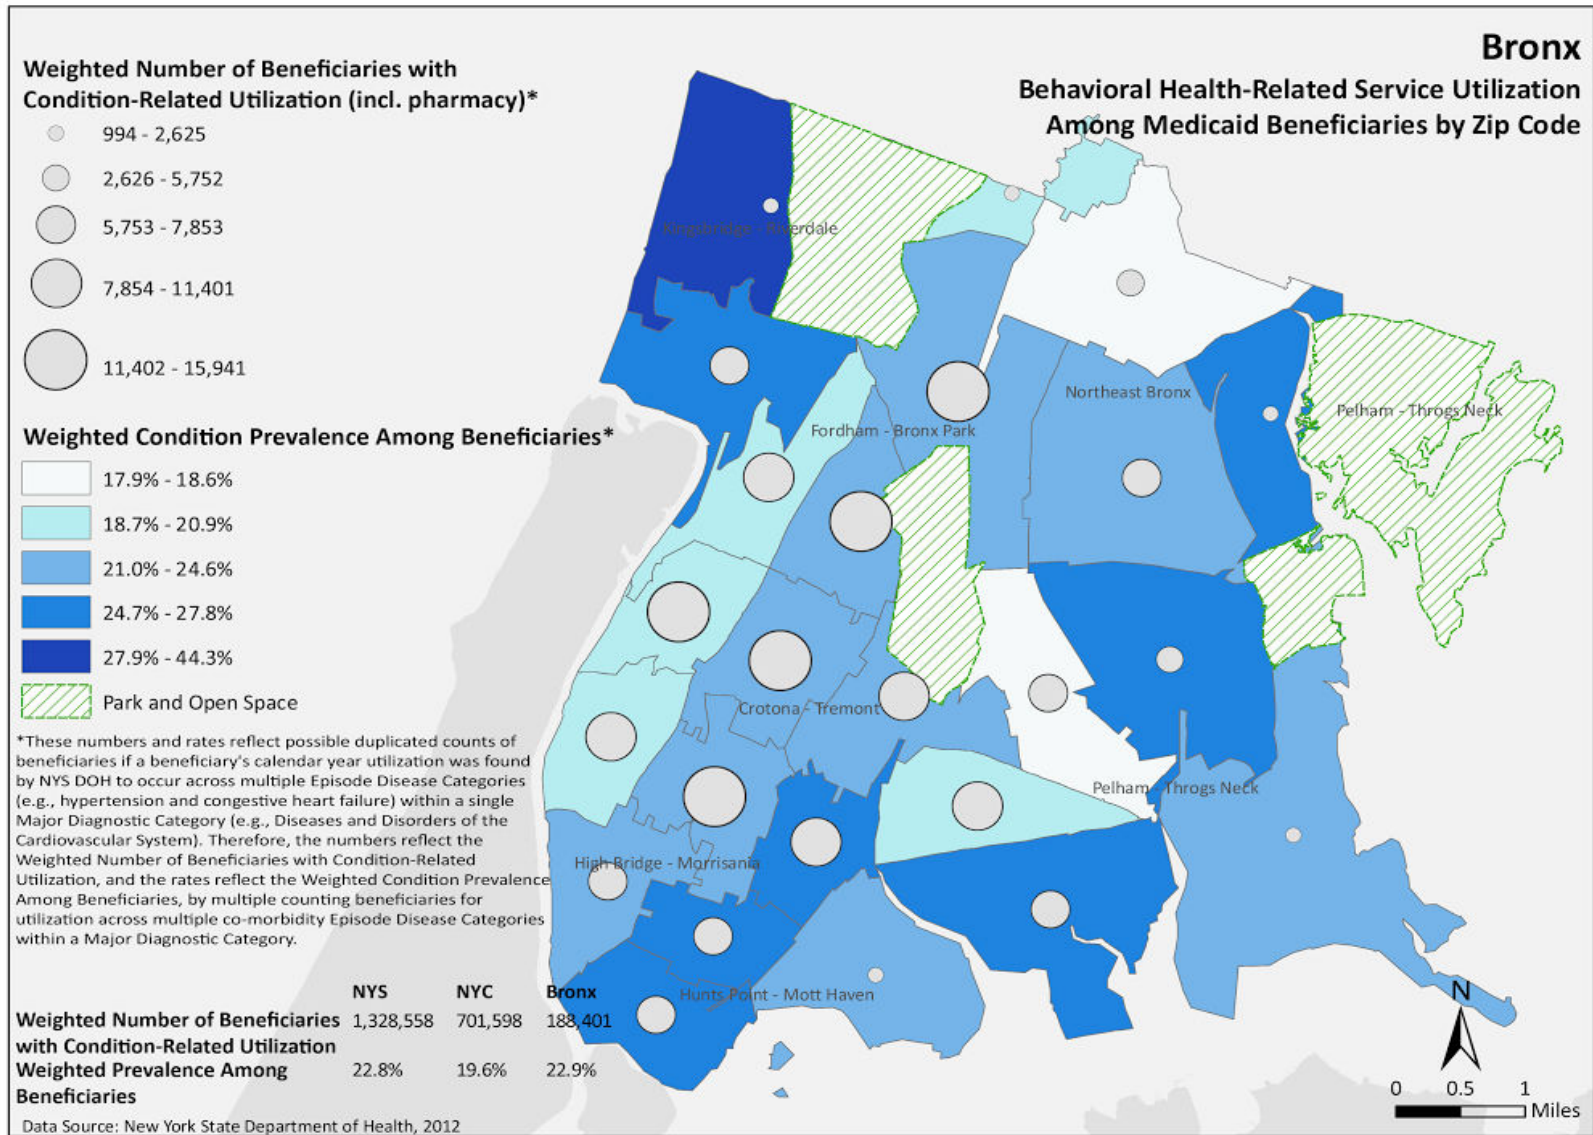 Bronx
Behavioral Health-Related Service Utilization
Among Medicaid Beneficiaries by Zip Code
Weighted Number of Beneficiaries with
Condition-Related Utilization (incl. pharmacy)*
994 - 2,625
2,626 - 5,752
5,753 - 7,853
7,854 - 11,401
11,402 - 15,941
Weighted Condition Prevalence Among Beneficiaries*
17.9% - 18.6%
18.7% - 20.9%
21.0% - 24.6%
24.7% - 27.8%
27.9% - 44.3%
Park and Open Space
*These numbers and rates reflect possible duplicated counts of
beneficiaries if a beneficiary's calendar year utilization was found
by NYS DOH to occur across multiple Episode Disease Categories
(e.g., hypertension and congestive heart failure) within a single
Major Diagnostic Category (e.g., Diseases and Disorders of the
Cardiovascular System). Therefore, the numbers reflect the
Weighted Number of Beneficiaries with Condition-Related
Utilization, and the rates reflect the Weighted Condition Prevalence
Among Beneficiaries, by multiple counting beneficiaries for
utilization across multiple co-morbidity Episode Disease Categories
within a Major Diagnostic Category.
NYS NYC Bronx
Weighted Number of Beneficiaries 1,328,558 701,598 188,401
with Condition-Related Utilization
Weighted Prevalence Among 22.8% 19.6% 22.9%
Beneficiaries
Data Source: New York State Department of Health, 2012
Kingsbridge - Riverdale
Northeast Bronx
Pelham - Throgs Neck
Fordham - Bronx Park
Crotona - Tremont
Pelham - Throgs Neck
High Bridge - Morrisania
Hunts Point - Mott Haven
N
0 0.5 1
Miles